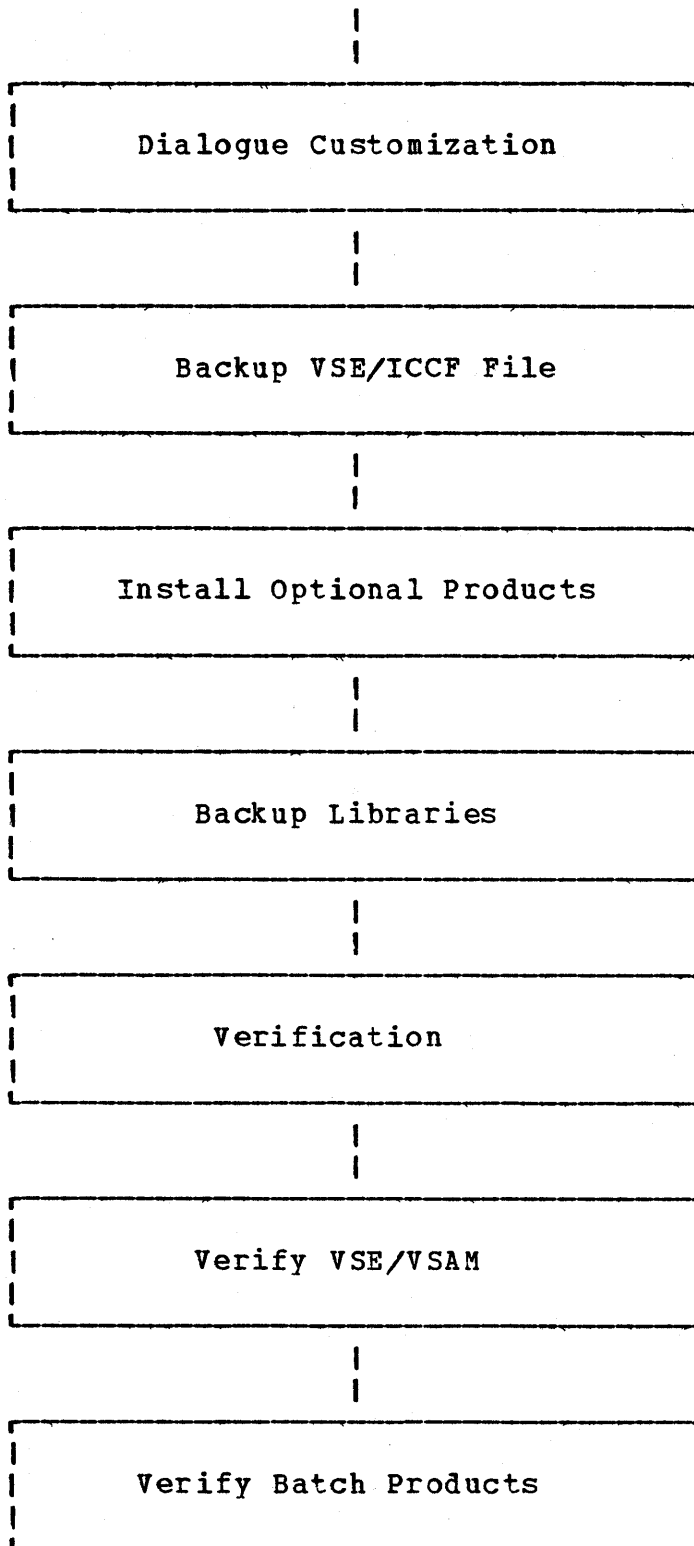 Dialogue Customization
Backup VSE/ICCF File
Install Optional Products
Backup Libraries
Verification
Verify VSE/VSAM
Verify Batch Products